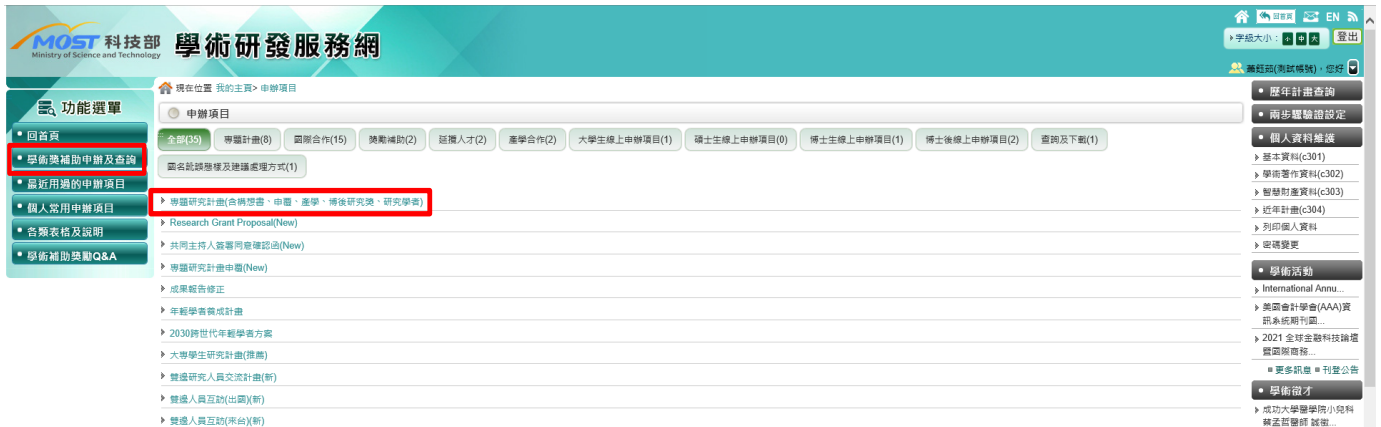 MOST 科技部
Ministry of Science and Technology
學術研發服務網
回首頁 EN
字級大小：小 中 大 登出
蕭鈺茹(測試帳號)，您好
功能選單
回首頁
學術獎補助申辦及查詢
最近用過的申辦項目
個人常用申辦項目
各類表格及說明
學術補助獎勵Q&A
現在位置 我的主頁> 申辦項目
申辦項目
全部(35) 專題計畫(8) 國際合作(15) 獎勵補助(2) 延攬人才(2) 產學合作(2) 大學生線上申辦項目(1) 碩士生線上申辦項目(0) 博士生線上申辦項目(1) 博士後線上申辦項目(2) 查詢及下載(1)
國名訛誤態樣及建議處理方式(1)
專題研究計畫(含構想書、申覆、產學、博後研究獎、研究學者)
Research Grant Proposal(New)
共同主持人簽署同意確認函(New)
專題研究計畫申覆(New)
成果報告修正
年輕學者養成計畫
2030跨世代年輕學者方案
大專學生研究計畫(推薦)
雙邊研究人員交流計畫(新)
雙邊人員互訪(出國)(新)
雙邊人員互訪(來台)(新)
歷年計畫查詢
兩步驟驗證設定
個人資料維護
基本資料(c301)
學術著作資料(c302)
智慧財產資料(c303)
近年計畫(c304)
列印個人資料
密碼變更
學術活動
International Annu...
美國會計學會(AAA)資
訊系統期刊國...
2021 全球金融科技論壇
暨國際商務...
更多訊息 刊登公告
學術徵才
成功大學醫學院小兒科
蔡孟哲醫師 誠徵...